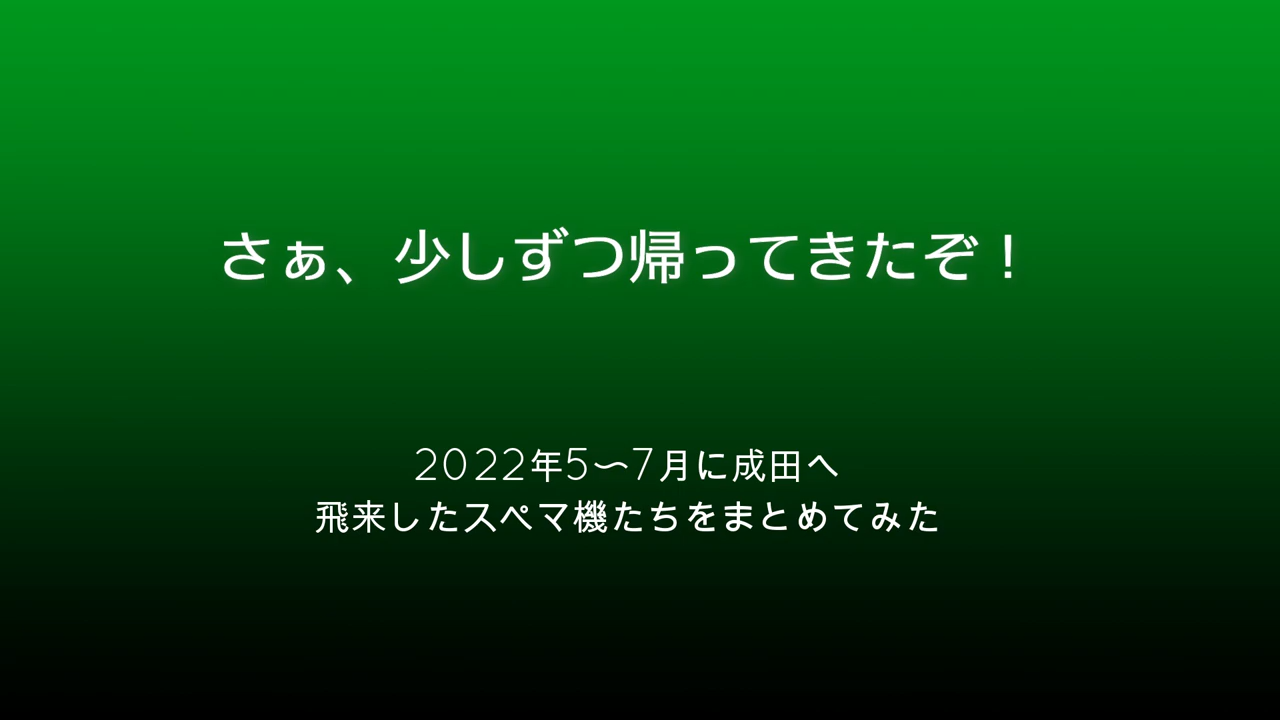 さぁ、少しずつ帰ってきたぞ！
2022年5〜7月に成田へ
飛来したスペマ機たちをまとめてみた